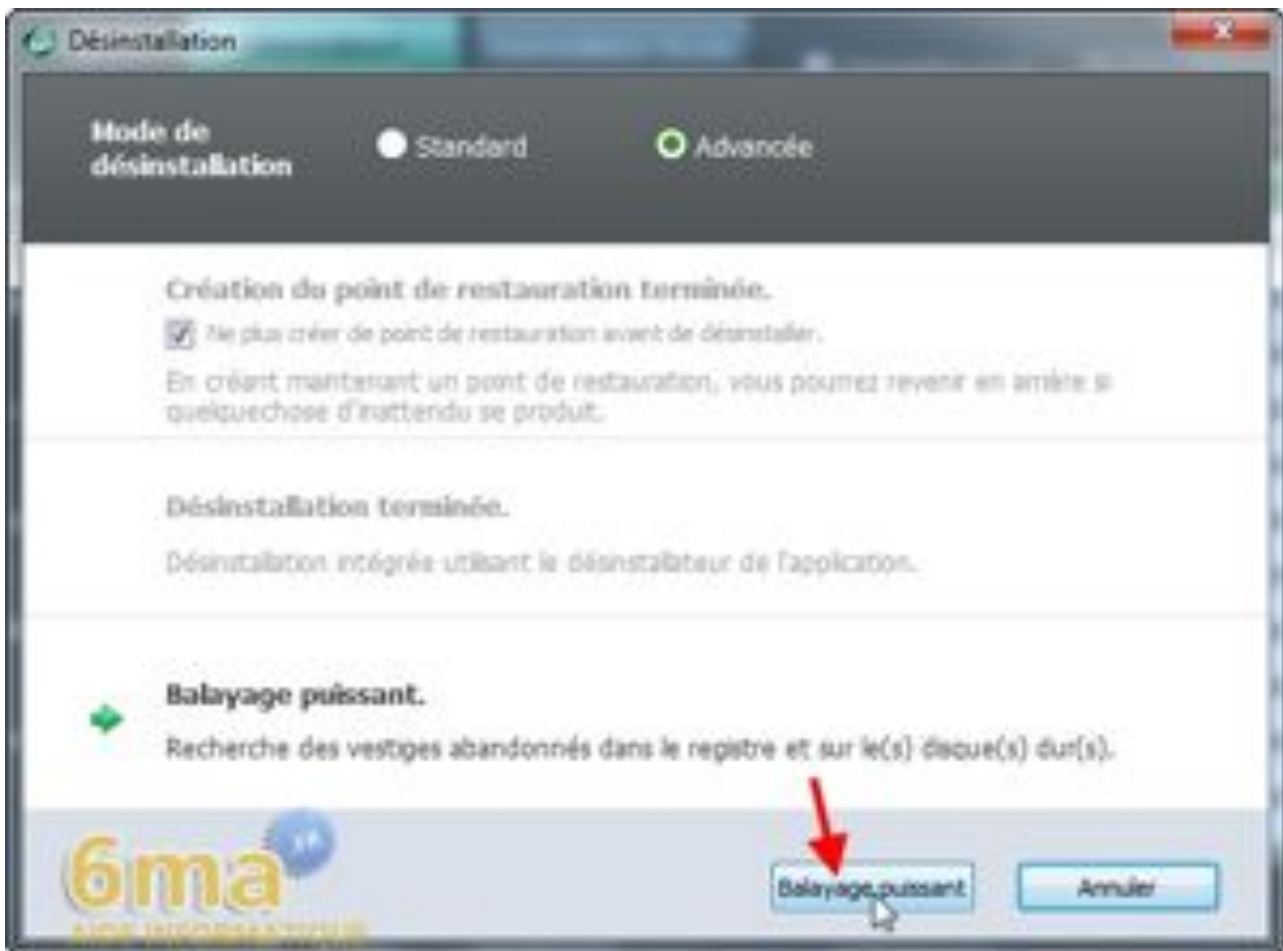 Désinstallation
Mode de
désinstallation
Standard
Advancée
Création du point de restauration terminée.
Ne plus créer de point de restauration avant de désinstaller.
En créant maintenant un point de restauration, vous pourrez revenir en arrière si
quelquechose d'inattendu se produit.
Désinstallation terminée.
Désinstallation intégrée utilisant le désinstallateur de l'application.
Balayage puissant.
Recherche des vestiges abandonnés dans le registre et sur le(s) disque(s) dur(s).
6ma
AIDE INFORMATIQUE
Balayage puissant
Annuler